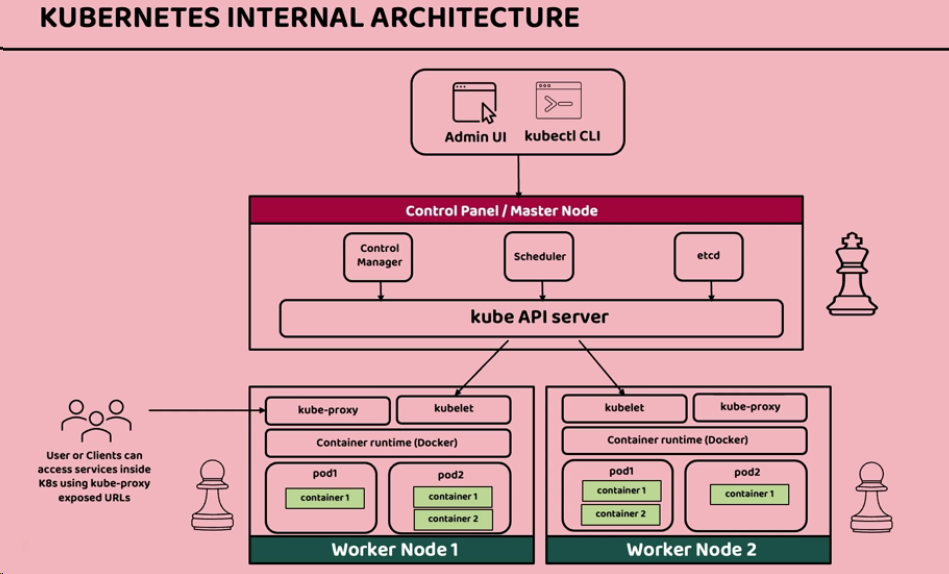 KUBERNETES INTERNAL ARCHITECTURE
Admin UI
kubectl CLI
Control Panel / Master Node
Control
Manager
Scheduler
etcd
kube API server
kube-proxy
kubelet
Container runtime (Docker)
pod1
container 1
pod2
container 1
container 2
Worker Node 1
kubelet
kube-proxy
Container runtime (Docker)
pod1
container 1
container 2
pod2
container 1
Worker Node 2
User or Clients can
access services inside
K8s using kube-proxy
exposed URLs